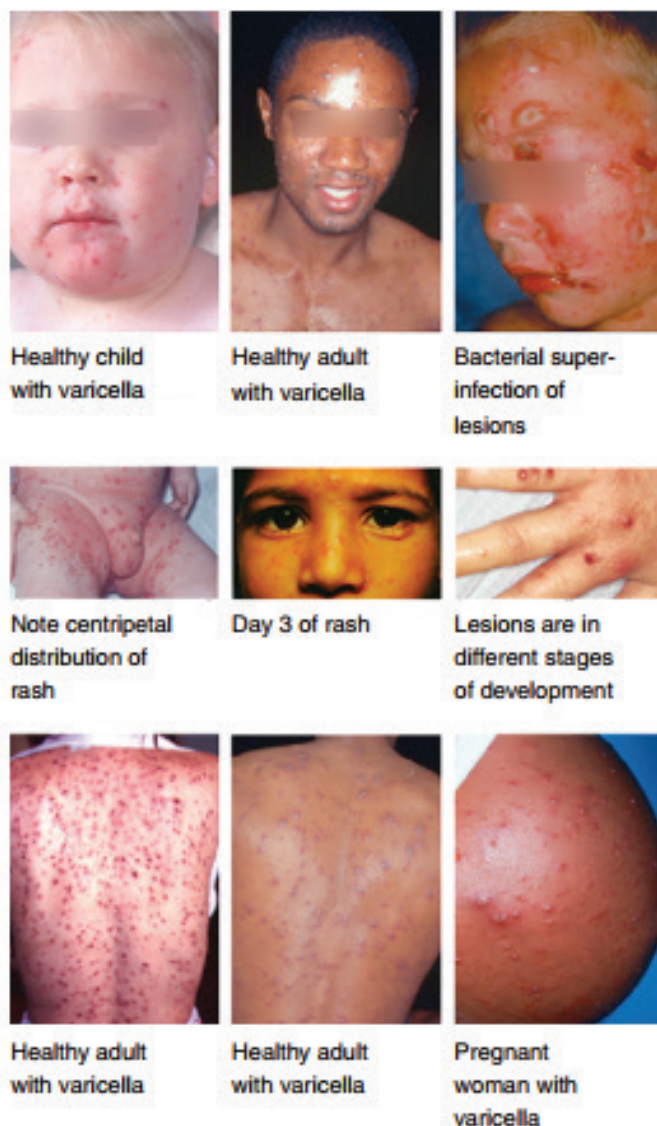 Healthy child
with varicella
Healthy adult
with varicella
Bacterial super-
infection of
lesions
Note centripetal
distribution of
rash
Day 3 of rash
Lesions are in
different stages
of development
Healthy adult
with varicella
Healthy adult
with varicella
Pregnant
woman with
varicella